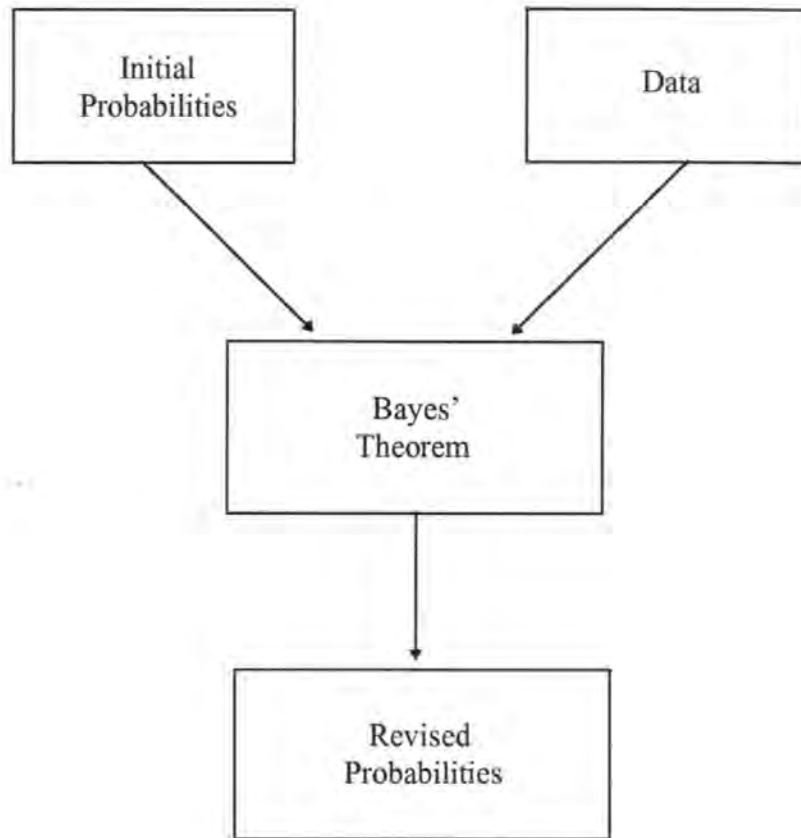 Initial
Probabilities
Data
Bayes’
Theorem
Revised
Probabilities